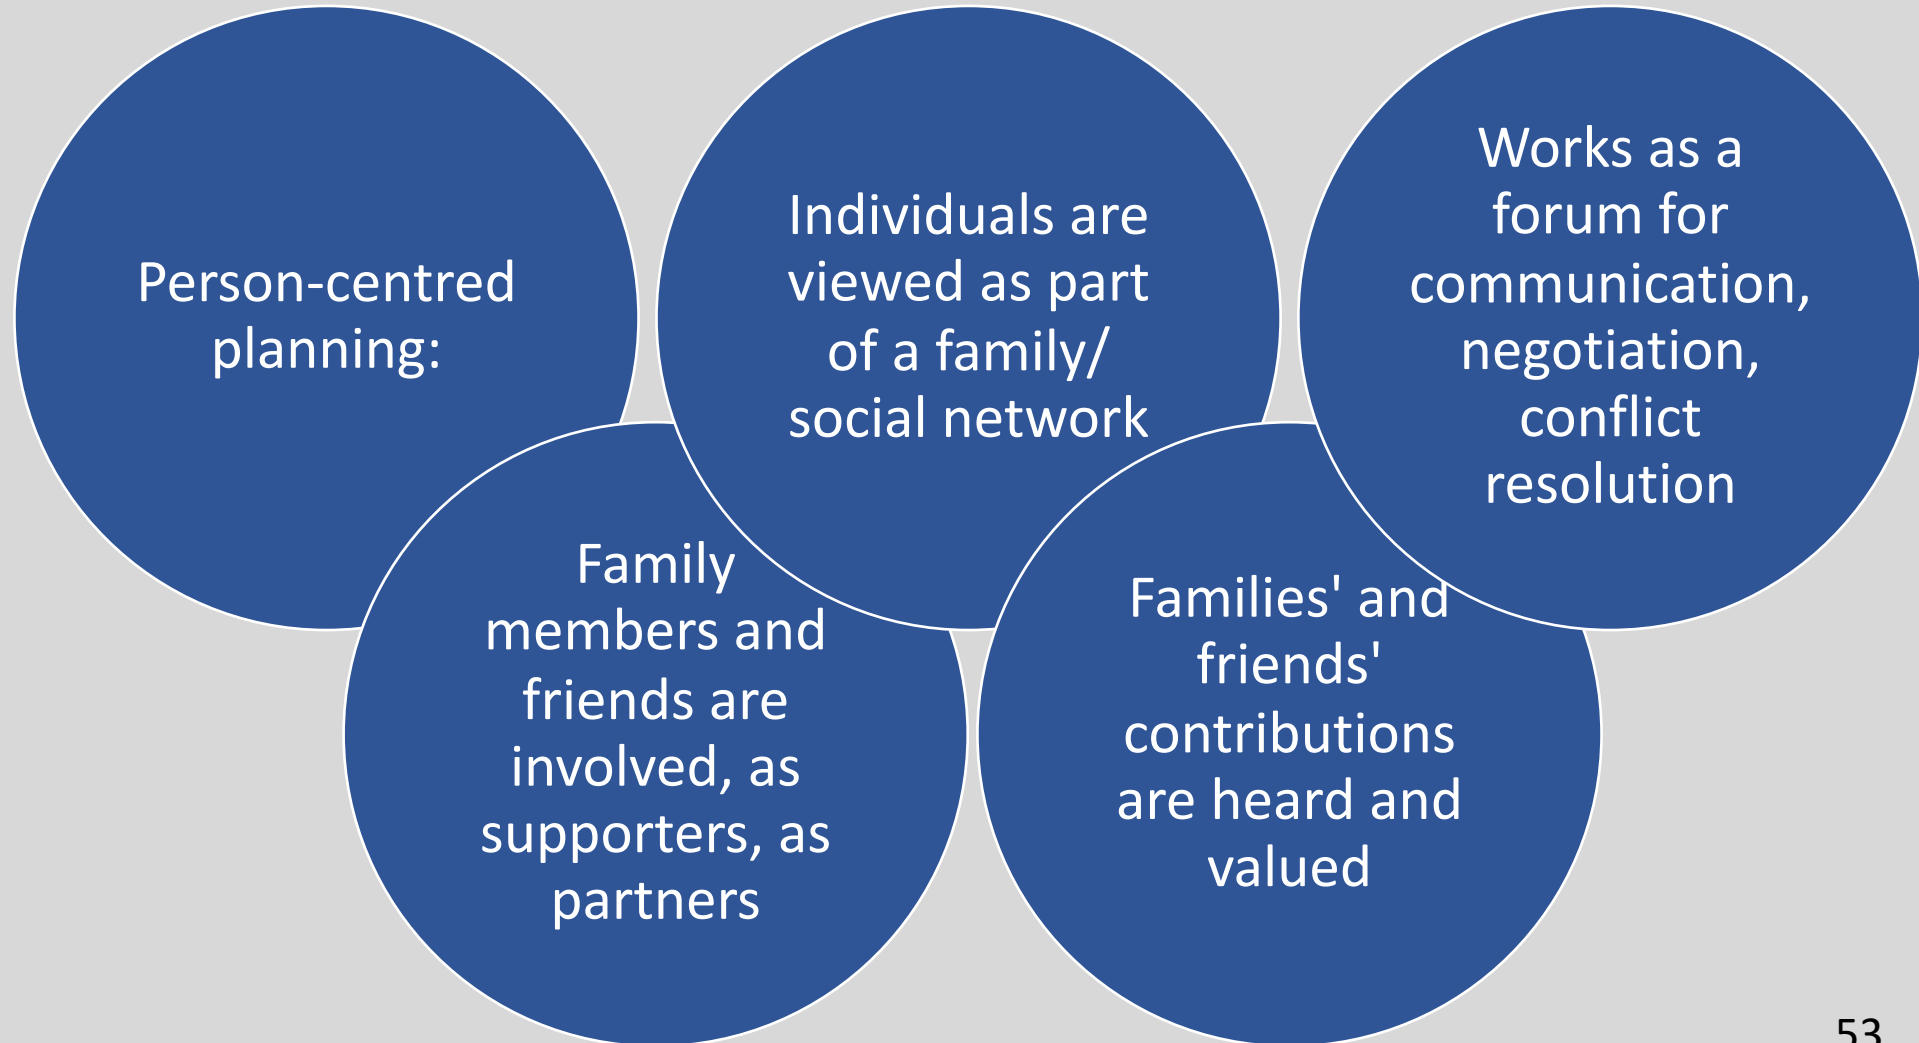 Person-centred
planning:
Family
members and
friends are
involved, as
supporters, as
partners
Individuals are
viewed as part
of a family/
social network
Families' and
friends'
contributions
are heard and
valued
Works as a
forum for
communication,
negotiation,
conflict
resolution
53